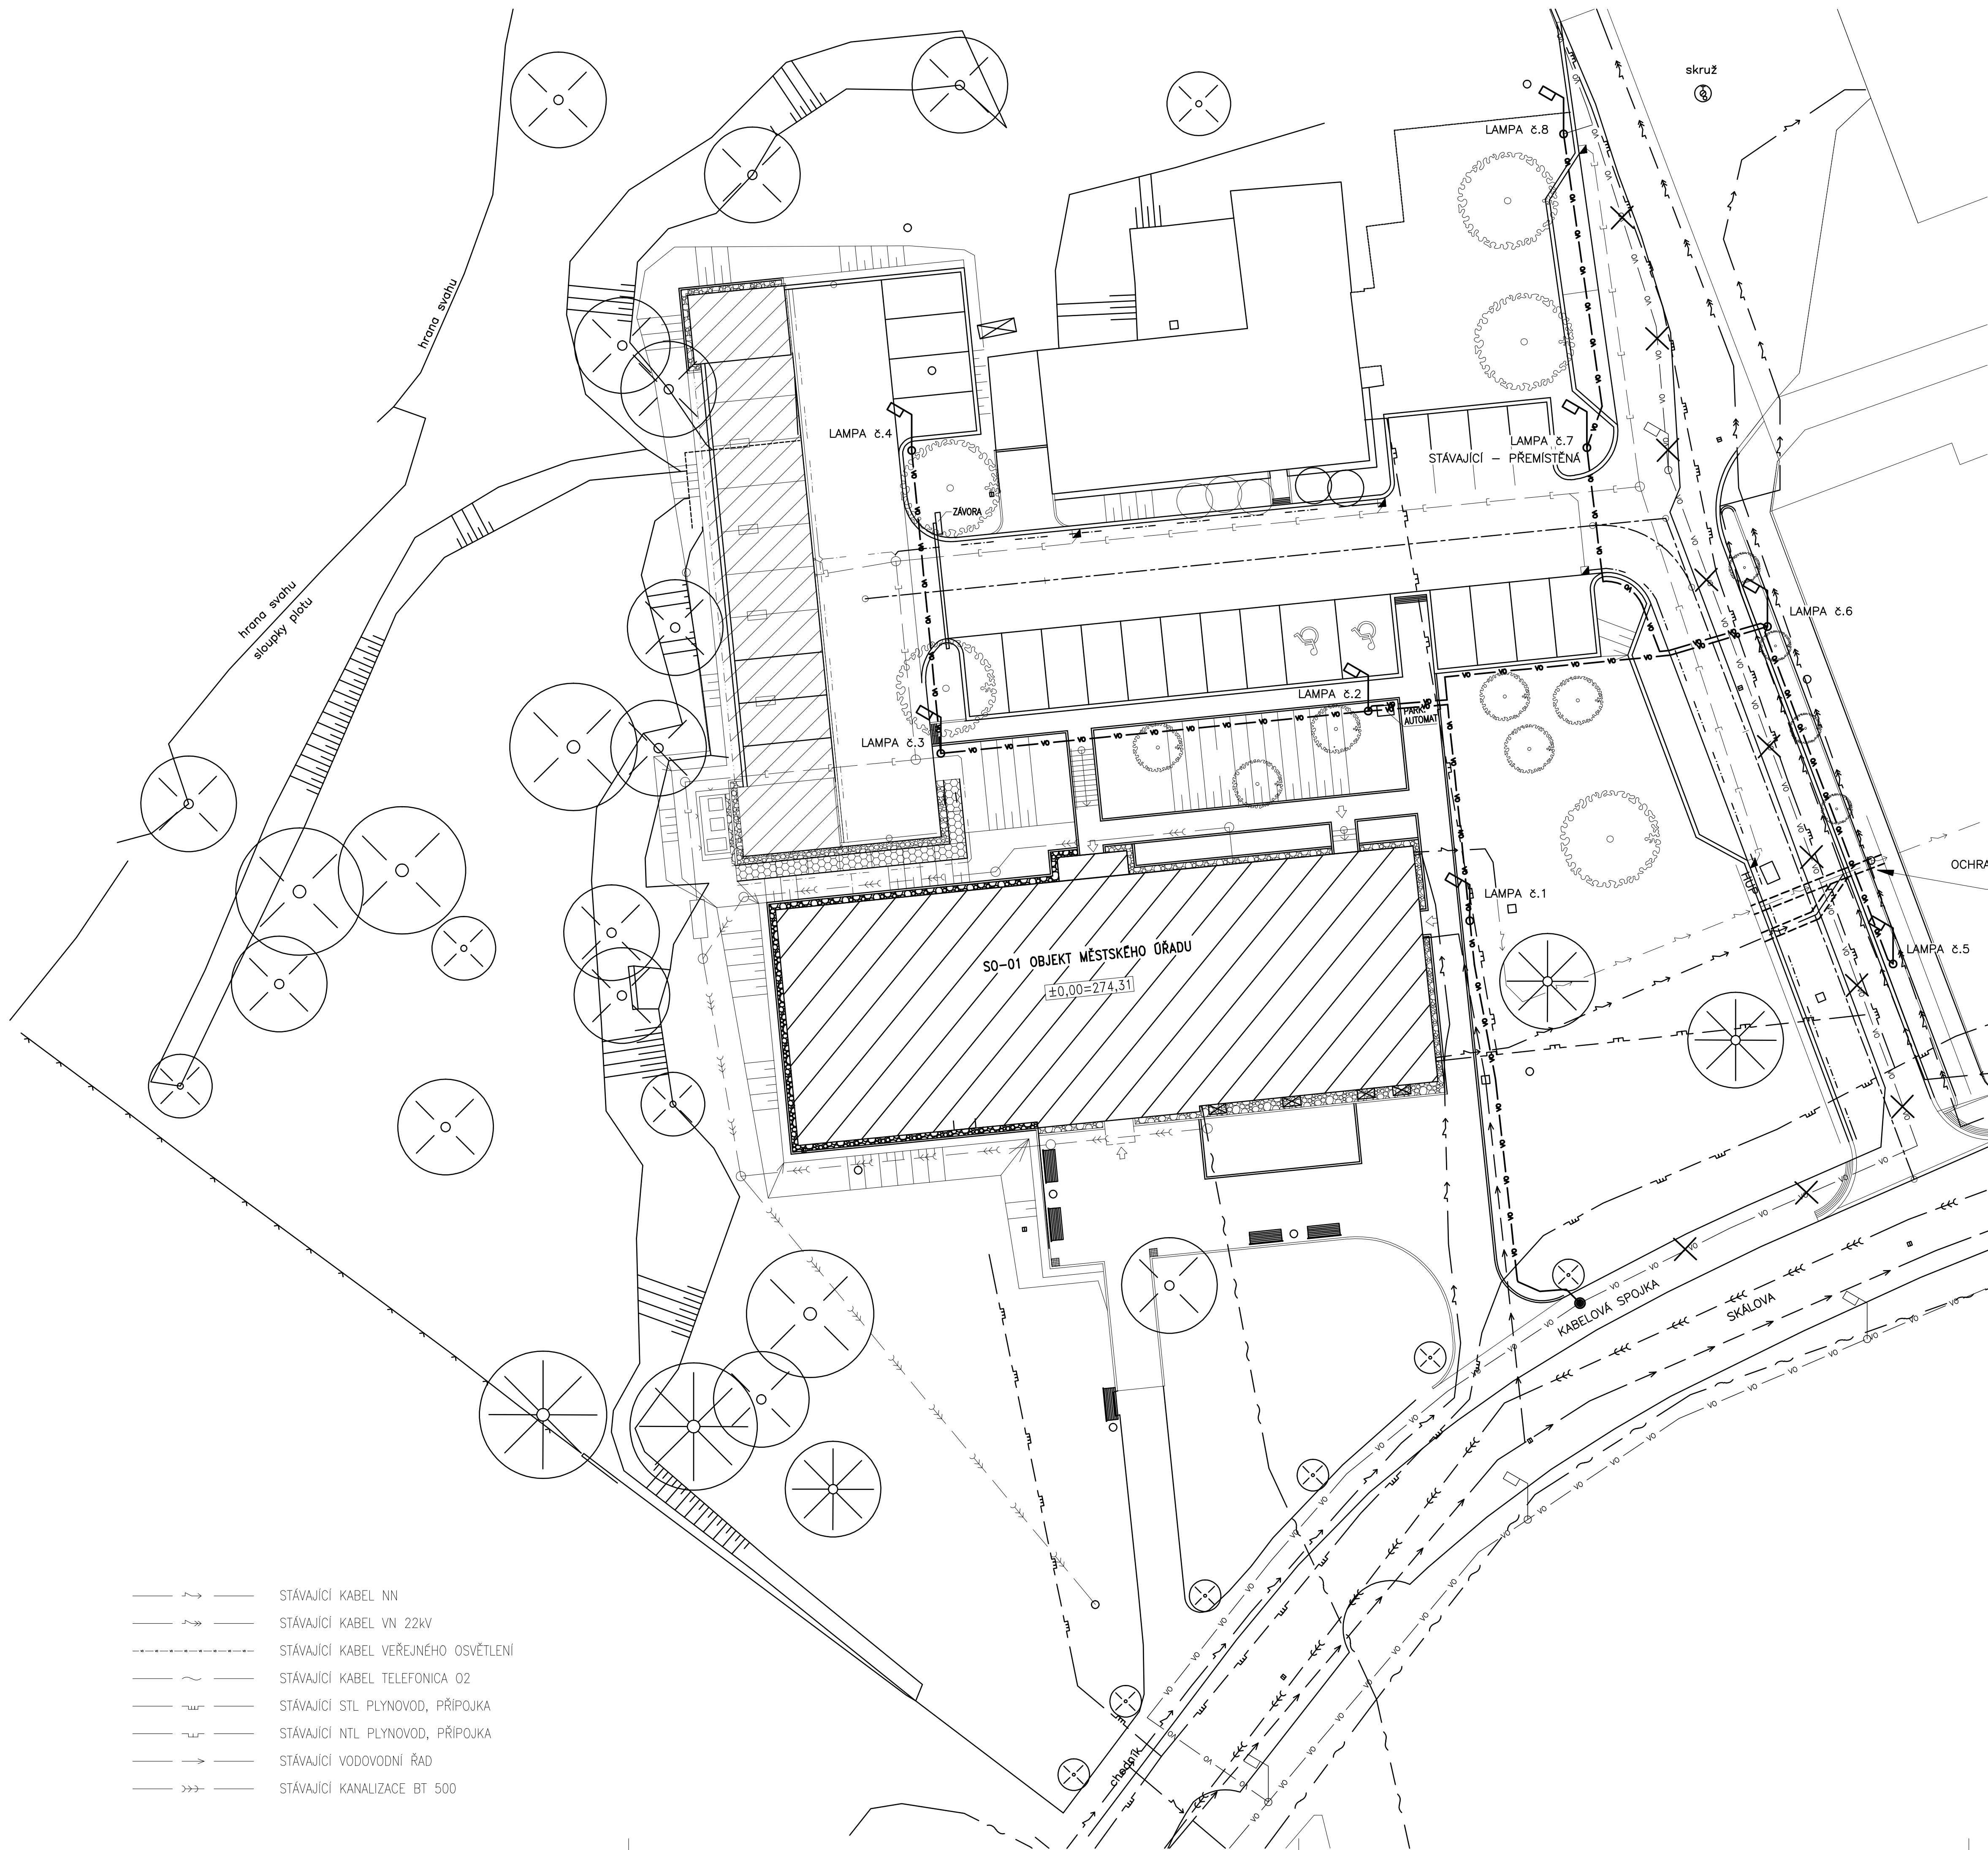 skruž
LAMPA č.8
hrana svahu
LAMPA č.4
LAMPA č.7
STÁVAJÍCÍ – PŘEMÍSTĚNÁ
ZÁVORA
hrana svahu
sloupky plotu
LAMPA č.6
LAMPA č.2
PARK.
AUTOMAT
LAMPA č.3
OCHRA
HUP
LAMPA č.1
LAMPA č.5
SO-01 OBJEKT MĚSTSKÉHO ÚŘADU
±0,00=274,31
KABELOVÁ SPOJKA
SKÁLOVA
chodník
STÁVAJÍCÍ KABEL NN
STÁVAJÍCÍ KABEL VN 22kV
STÁVAJÍCÍ KABEL VEŘEJNÉHO OSVĚTLENÍ
STÁVAJÍCÍ KABEL TELEFONICA O2
STÁVAJÍCÍ STL PLYNOVOD, PŘÍPOJKA
STÁVAJÍCÍ NTL PLYNOVOD, PŘÍPOJKA
STÁVAJÍCÍ VODOVODNÍ ŘAD
STÁVAJÍCÍ KANALIZACE BT 500